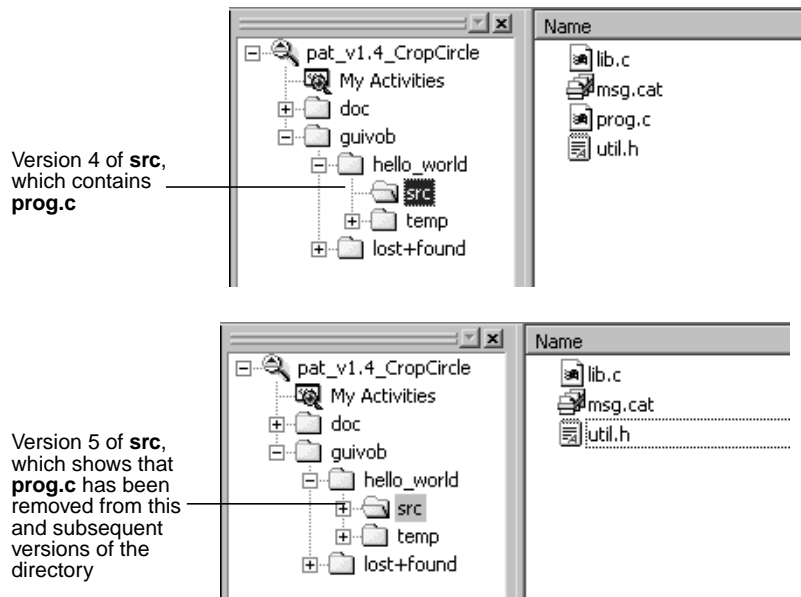 Name
pat_v1.4_CropCircle
My Activities
doc
guivob
hello_world
src
temp
lost+found
lib.c
msg.cat
prog.c
util.h
Version 4 of src,
which contains
prog.c
Name
pat_v1.4_CropCircle
My Activities
doc
guivob
hello_world
src
temp
lost+found
lib.c
msg.cat
util.h
Version 5 of src,
which shows that
prog.c has been
removed from this
and subsequent
versions of the
directory